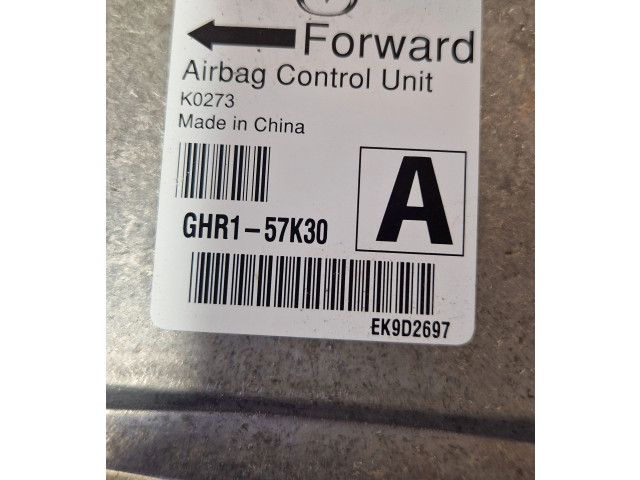 Forward
Airbag Control Unit
K0273
Made in China
A
GHR1-57K30
EK9D2697